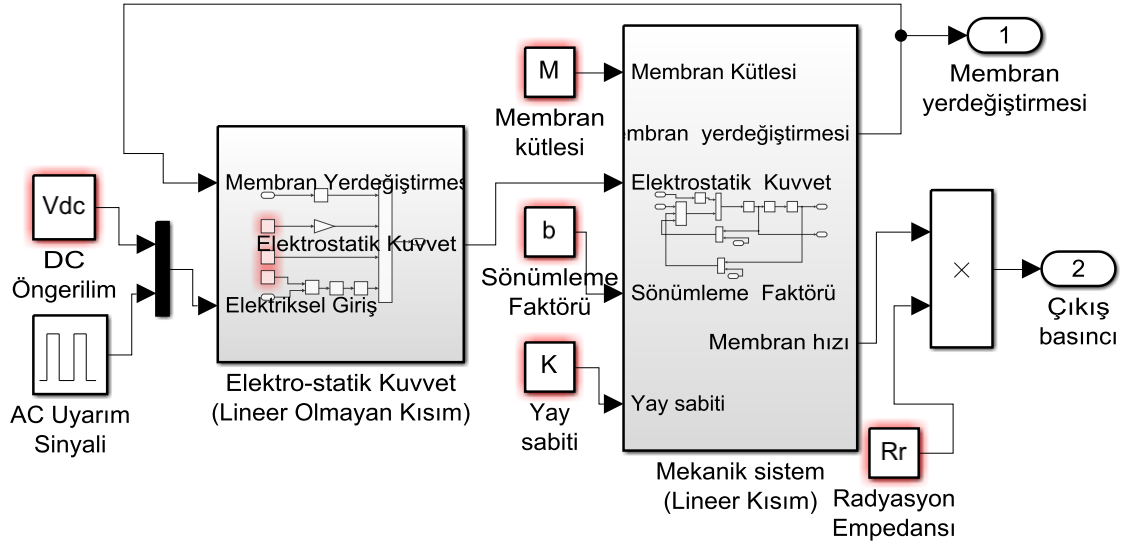 1
Membran
yerdeğiştirmesi
M
Membran
kütlesi
Membran Kütlesi
embran yerdeğiştirmesi
Membran Yerdeğiştirmes
Elektrostatik Kuvvet
Vdc
DC
Öngerilim
Elektrostatik Kuvvet
b
Sönümleme
Faktörü
Sönümleme Faktörü
×
2
Çıkış
basıncı
Elektriksel Giriş
Membran hızı
AC Uyarım
Sinyali
Elektro-statik Kuvvet
(Lineer Olmayan Kısım)
K
Yay
sabiti
Yay sabiti
Mekanik sistem
(Lineer Kısım)
Rr
Radyasyon
Empedansı